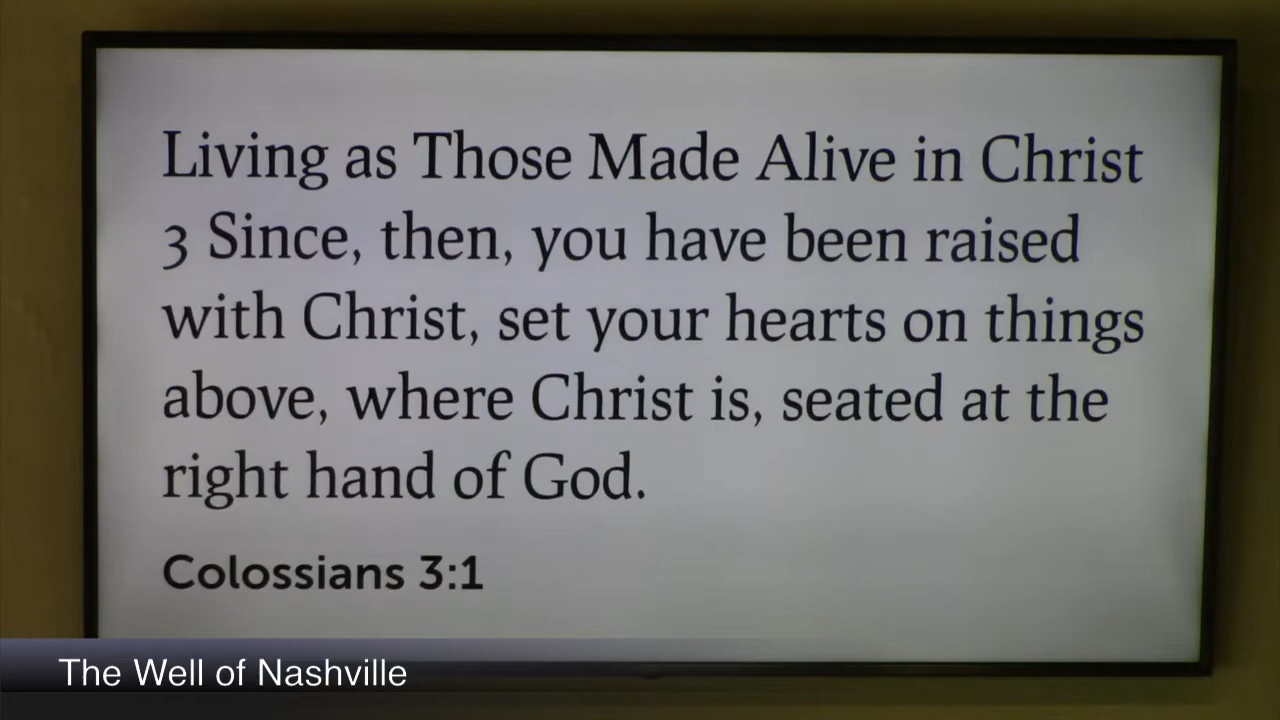 Living as Those Made Alive in Christ
3 Since, then, you have been raised
with Christ, set your hearts on things
above, where Christ is, seated at the
right hand of God.
Colossians 3:1
The Well of Nashville